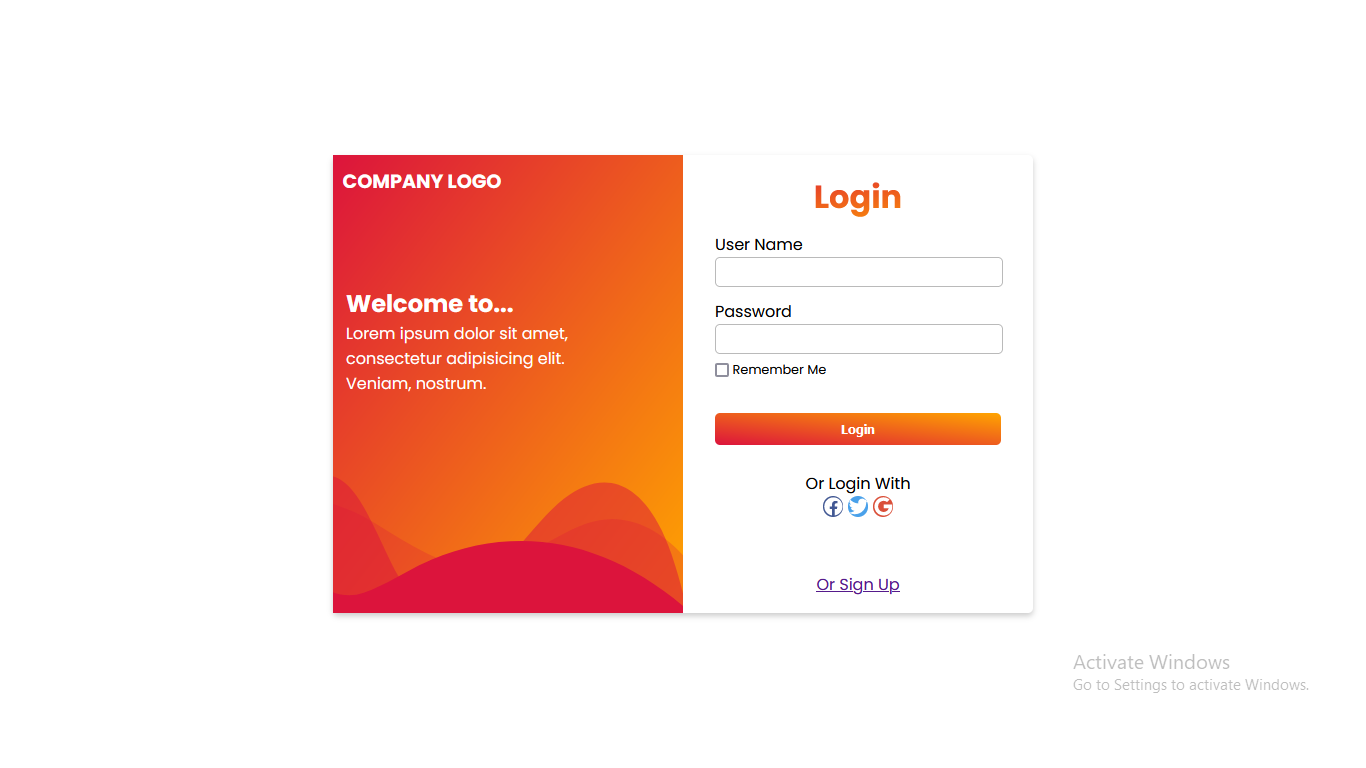 COMPANY LOGO
Welcome to...
Lorem ipsum dolor sit amet,
consectetur adipisicing elit.
Veniam, nostrum.
Login
User Name
Password
Remember Me
Login
Or Login With
Or Sign Up
Activate Windows
Go to Settings to activate Windows.